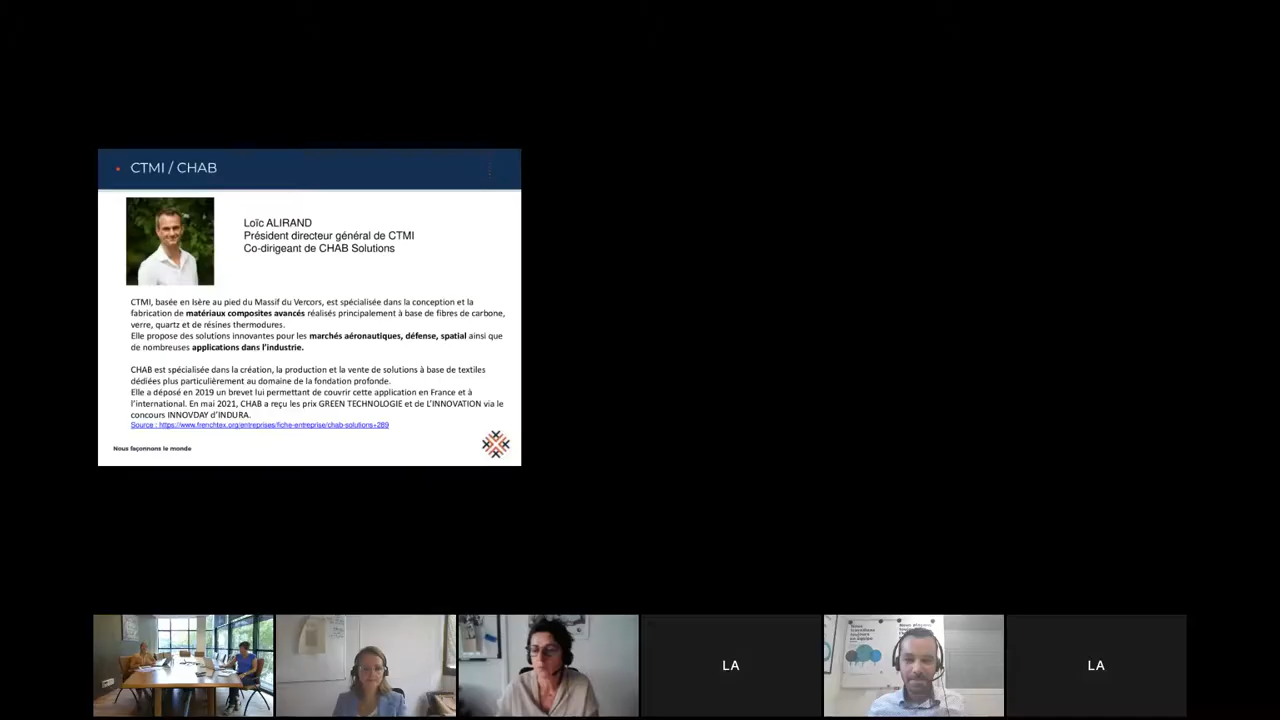 CTMI / CHAB
Loïc ALIRAND
Président directeur général de CTMI
Co-dirigeant de CHAB Solutions
CTMI, basée en Isère au pied du Massif du Vercors, est spécialisée dans la conception et la
fabrication de matériaux composites avancés réalisés principalement à base de fibres de carbone,
verre, quartz et de résines thermodures.
Elle propose des solutions innovantes pour les marchés aéronautiques, défense, spatial ainsi que
de nombreuses applications dans l'industrie.
CHAB est spécialisée dans la création, la production et la vente de solutions à base de textiles
dédiées plus particulièrement au domaine de la fondation profonde.
Elle a déposé en 2019 un brevet lui permettant de couvrir cette application en France et à
l'international. En mai 2021, CHAB a reçu les prix GREEN TECHNOLOGIE et de L'INNOVATION via le
concours INNOVDAY d'INDURA.
Source : https://www.frenchtex.org/entreprises/fiche-entreprise/chab-solutions+289
Nous façonnons le monde
LA
LA